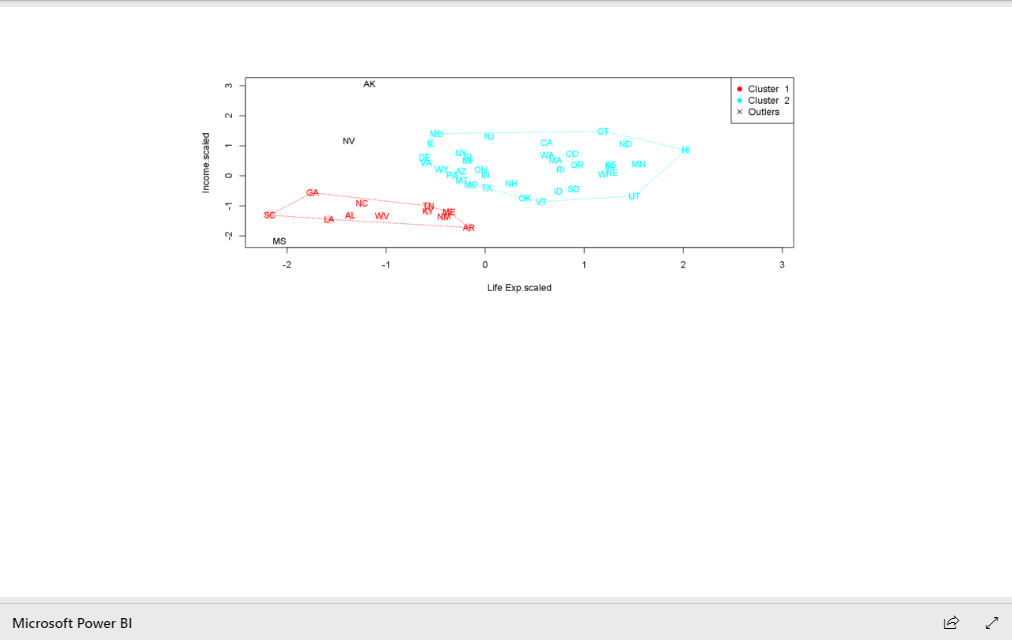 AK
Cluster 1
Cluster 2
Outliers
3
2
1
0
-1
-2
Income.scaled
NV
MD
NJ
CT
IL
CA
ND
HI
DE
VA
NY
WA
MA
CO
OR
KS
MN
WY
PA
AZ
OH
IN
RI
NE
MT
MO
TX
NH
ID
SD
OK
VT
UT
GA
NC
TN
KY
ME
NM
SC
LA
AL
WV
AR
MS
-2
-1
0
1
2
3
Life Exp.scaled
Microsoft Power BI